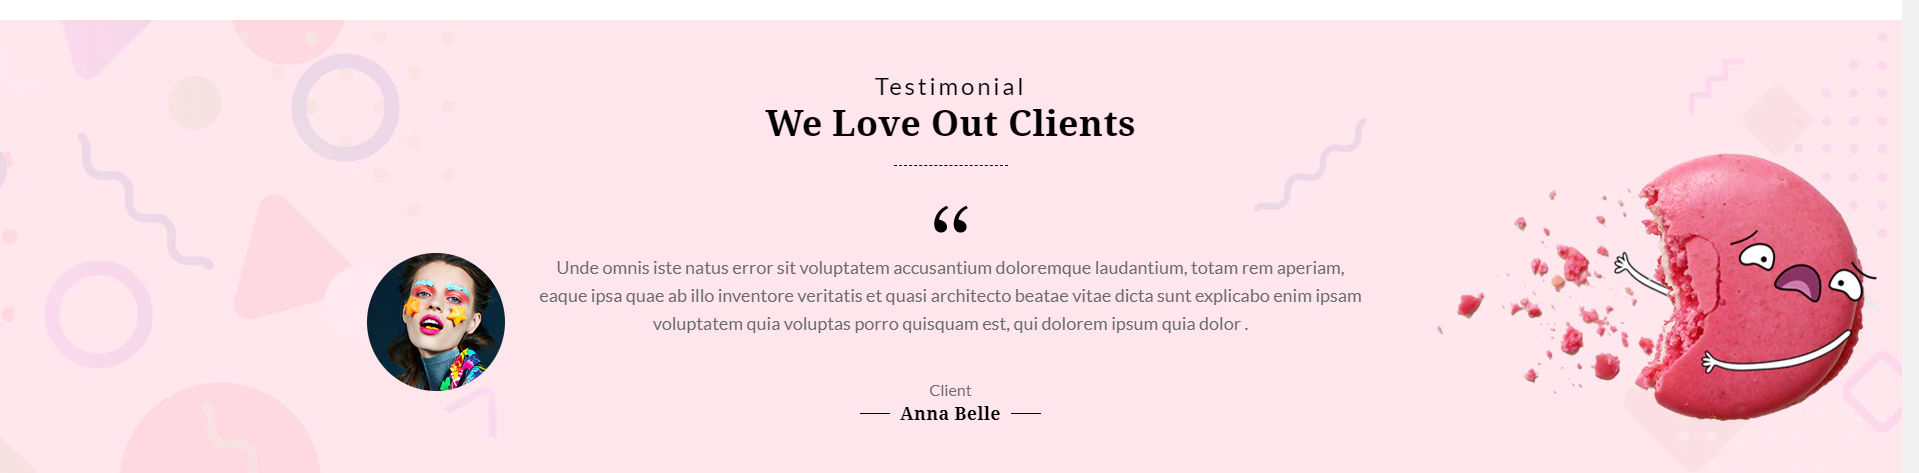 Testimonial
We Love Out Clients
“
Unde omnis iste natus error sit voluptatem accusantium doloremque laudantium, totam rem aperiam,
eaque ipsa quae ab illo inventore veritatis et quasi architecto beatae vitae dicta sunt explicabo enim ipsam
voluptatem quia voluptas porro quisquam est, qui dolorem ipsum quia dolor .
Client
Anna Belle